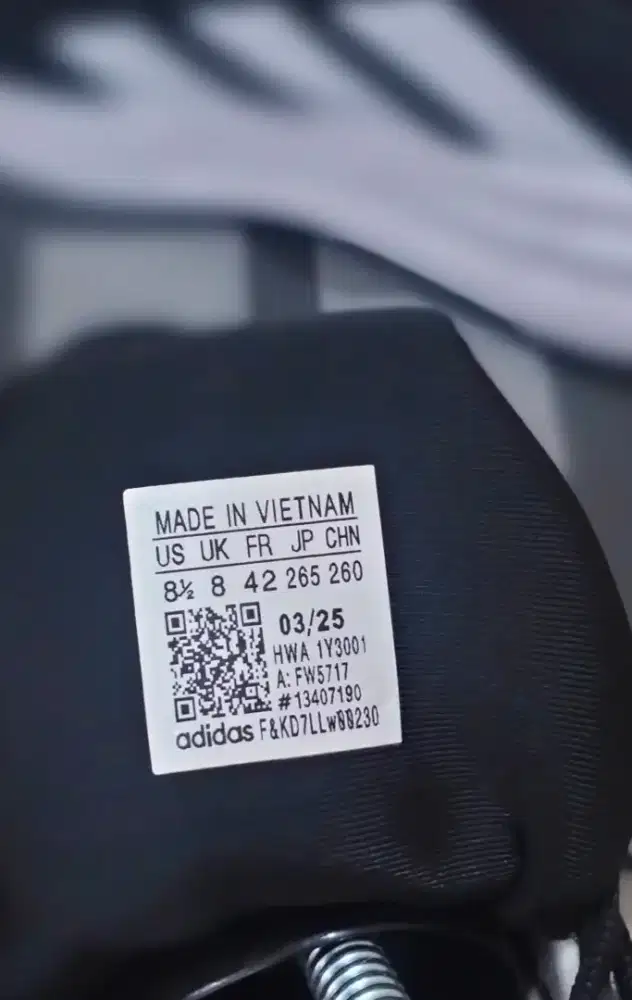 MADE IN VIETNAM
US UK FR JP CHN
8½ 8 42 265 260
03/25
HWA 1Y3001
A: FW5717
#13407190
adidas